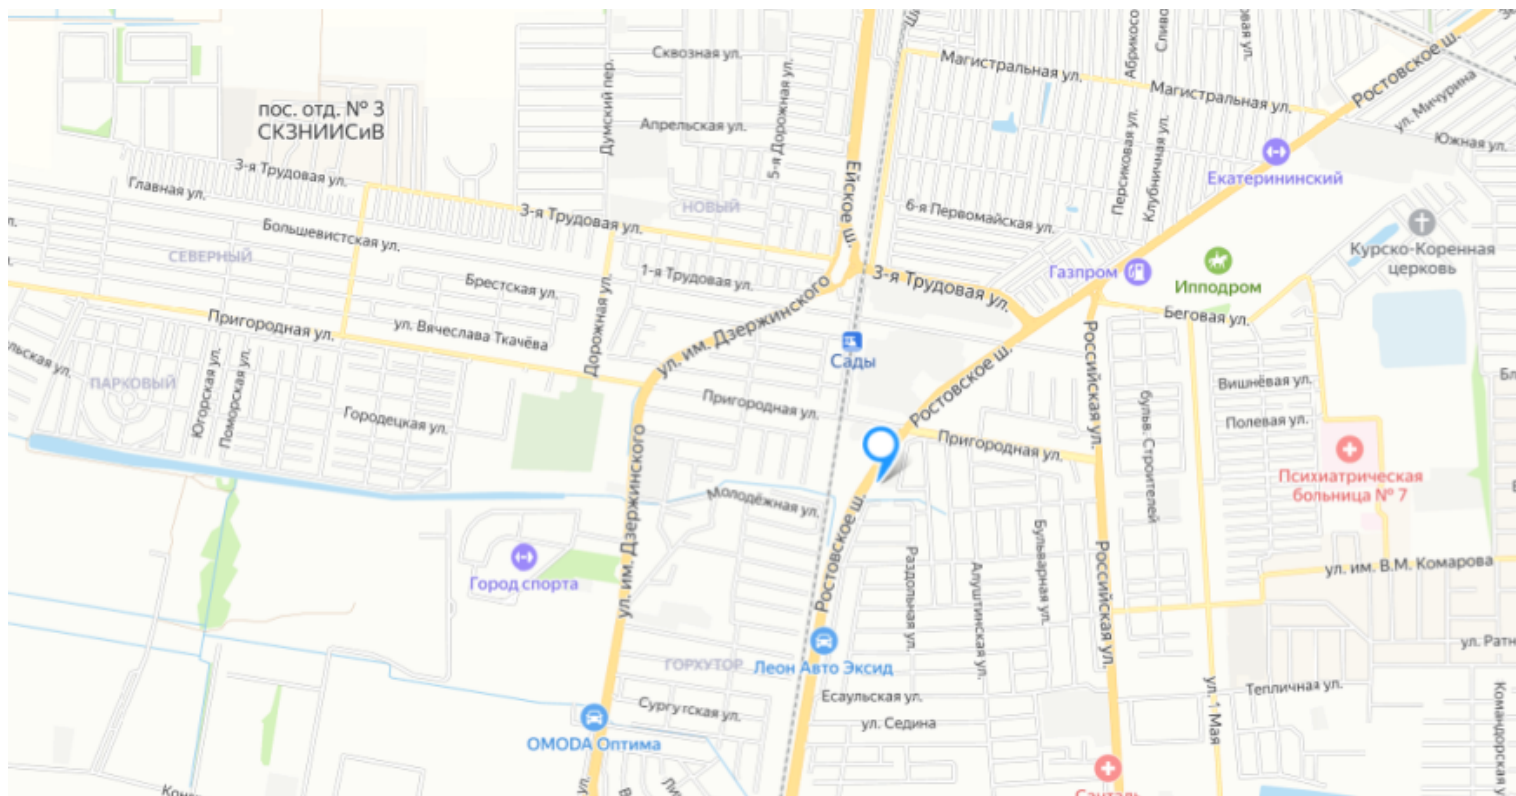 Сквозная ул.
Думский пер.
5-я Дорожная ул.
Ейское ш.
Магистральная ул.
Магистральная ул.
Ростовское ш.
ул. Мичурина
Южная ул.
пос. отд. № 3
СКЗНИИСиВ
Апрельская ул.
Персиковая ул.
Клубничная ул.
Екатерининский
3-я Трудовая ул.
Главная ул.
НОВЫЙ
3-я Трудовая ул.
6-я Первомайская ул.
Курско-Коренная
церковь
Большевистская ул.
СЕВЕРНЫЙ
1-я Трудовая ул.
Брестская ул.
3-я Трудовая ул.
Газпром
Ипподром
Дорожная ул.
Беговая ул.
Пригородная ул.
ул. Вячеслава Ткачёва
ул. им. Дзержинского
Сады
Ростовское ш.
Российская ул.
ПАРКОВЫЙ
Югорская ул.
Поморская ул.
Городецкая ул.
Пригородная ул.
Вишнёвая ул.
Полевая ул.
бульв. Строителей
Пригородная ул.
Психиатрическая
больница № 7
Молодёжная ул.
ул. им. Дзержинского
Ростовское ш.
Город спорта
Раздольная ул.
Алуштинская ул.
Бульварная ул.
Российская ул.
ул. им. В.М. Комарова
ГОРХУТОР
Леон Авто Эксид
Есаульская ул.
ул. Седина
Сургутская ул.
OMODA Оптима
Тепличная ул.
ул. 1 Мая
Командорская у
ул. Ратн